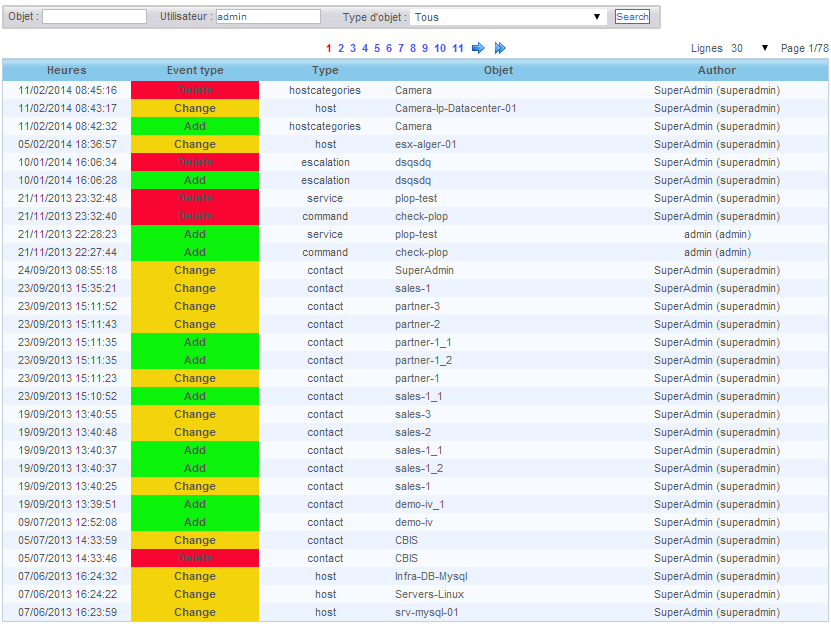 Objet : Utilisateur : admin Type d'objet : Tous Search
1 2 3 4 5 6 7 8 9 10 11 Lignes 30 Page 1/78
Heures Event type Type Objet Author
11/02/2014 08:45:16 Delete hostcategories Camera SuperAdmin (superadmin)
11/02/2014 08:43:17 Change host Camera-Ip-Datacenter-01 SuperAdmin (superadmin)
11/02/2014 08:42:32 Add hostcategories Camera SuperAdmin (superadmin)
05/02/2014 18:36:57 Change host esx-alger-01 SuperAdmin (superadmin)
10/01/2014 16:06:34 Delete escalation dsqsdq SuperAdmin (superadmin)
10/01/2014 16:06:28 Add escalation dsqsdq SuperAdmin (superadmin)
21/11/2013 23:32:48 Delete service plop-test SuperAdmin (superadmin)
21/11/2013 23:32:40 Delete command check-plop SuperAdmin (superadmin)
21/11/2013 22:28:23 Add service plop-test admin (admin)
21/11/2013 22:27:44 Add command check-plop admin (admin)
24/09/2013 08:55:18 Change contact SuperAdmin SuperAdmin (superadmin)
23/09/2013 15:35:21 Change contact sales-1 SuperAdmin (superadmin)
23/09/2013 15:11:52 Change contact partner-3 SuperAdmin (superadmin)
23/09/2013 15:11:43 Change contact partner-2 SuperAdmin (superadmin)
23/09/2013 15:11:35 Add contact partner-1_1 SuperAdmin (superadmin)
23/09/2013 15:11:35 Add contact partner-1_2 SuperAdmin (superadmin)
23/09/2013 15:11:23 Change contact partner-1 SuperAdmin (superadmin)
23/09/2013 15:10:52 Add contact sales-1_1 SuperAdmin (superadmin)
19/09/2013 13:40:55 Change contact sales-3 SuperAdmin (superadmin)
19/09/2013 13:40:48 Change contact sales-2 SuperAdmin (superadmin)
19/09/2013 13:40:37 Add contact sales-1_1 SuperAdmin (superadmin)
19/09/2013 13:40:37 Add contact sales-1_2 SuperAdmin (superadmin)
19/09/2013 13:40:25 Change contact sales-1 SuperAdmin (superadmin)
19/09/2013 13:39:51 Add contact demo-iv_1 SuperAdmin (superadmin)
09/07/2013 12:52:08 Add contact demo-iv SuperAdmin (superadmin)
05/07/2013 14:33:59 Change contact CBIS SuperAdmin (superadmin)
05/07/2013 14:33:46 Delete contact CBIS SuperAdmin (superadmin)
07/06/2013 16:24:32 Change host Infra-DB-Mysql SuperAdmin (superadmin)
07/06/2013 16:24:22 Change host Servers-Linux SuperAdmin (superadmin)
07/06/2013 16:23:59 Change host srv-mysql-01 SuperAdmin (superadmin)